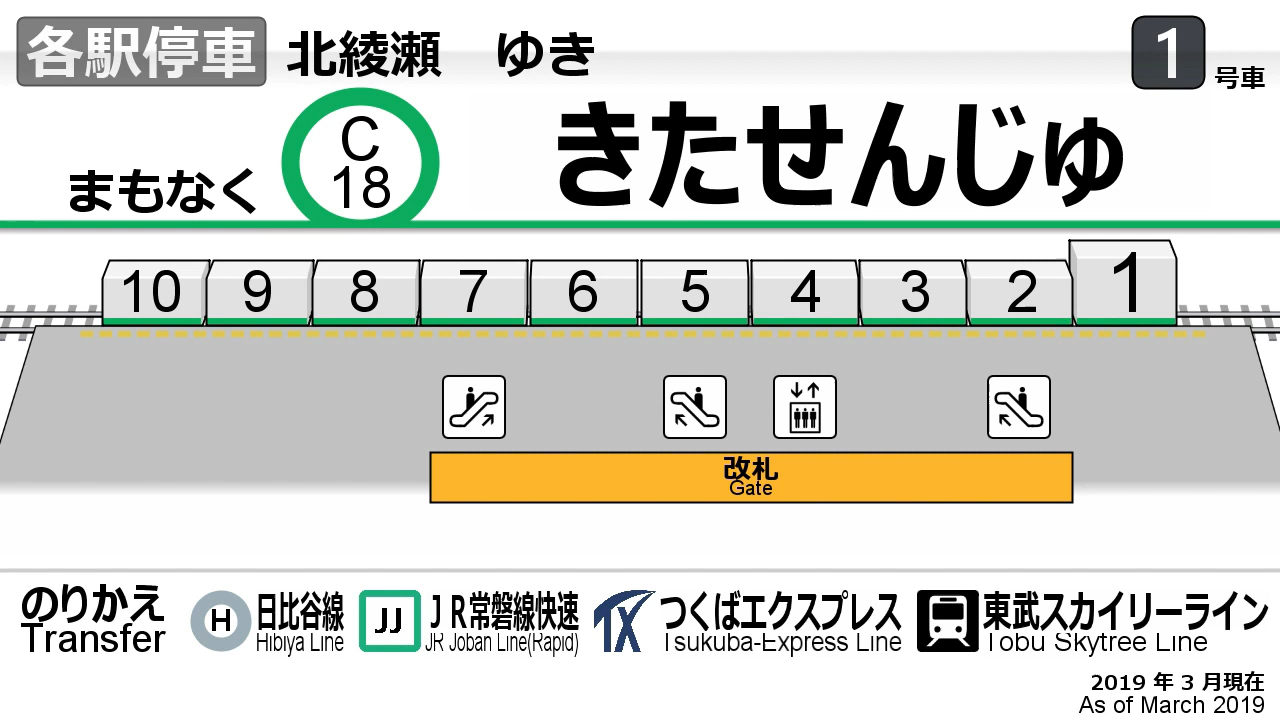 各駅停車 北綾瀬 ゆき
1 号車
まもなく C 18 きたせんじゅ
10 9 8 7 6 5 4 3 2 1
改札
Gate
のりかえ H 日比谷線 JJ JR常磐線快速 TX つくばエクスプレス 東武スカイツリーライン
Transfer Hibiya Line JR Joban Line(Rapid) Tsukuba-Express Line Tobu Skytree Line
2019 年 3 月現在
As of March 2019